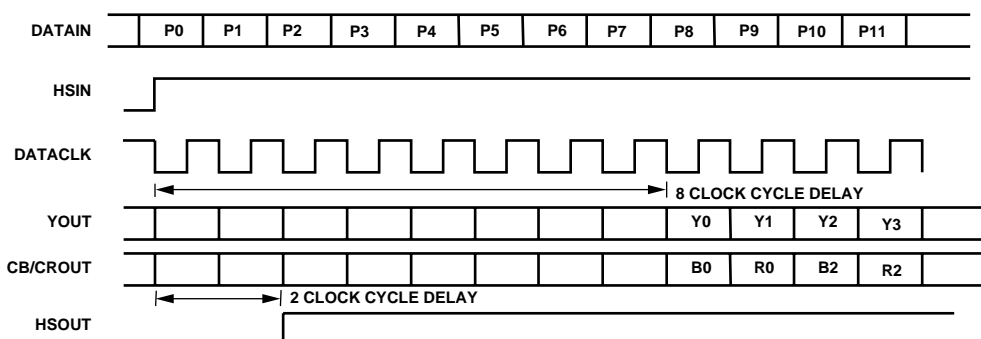 DATAIN P0 P1 P2 P3 P4 P5 P6 P7 P8 P9 P10 P11
HSIN
DATACLK
8 CLOCK CYCLE DELAY
YOUT Y0 Y1 Y2 Y3
CB/CROUT B0 R0 B2 R2
2 CLOCK CYCLE DELAY
HSOUT